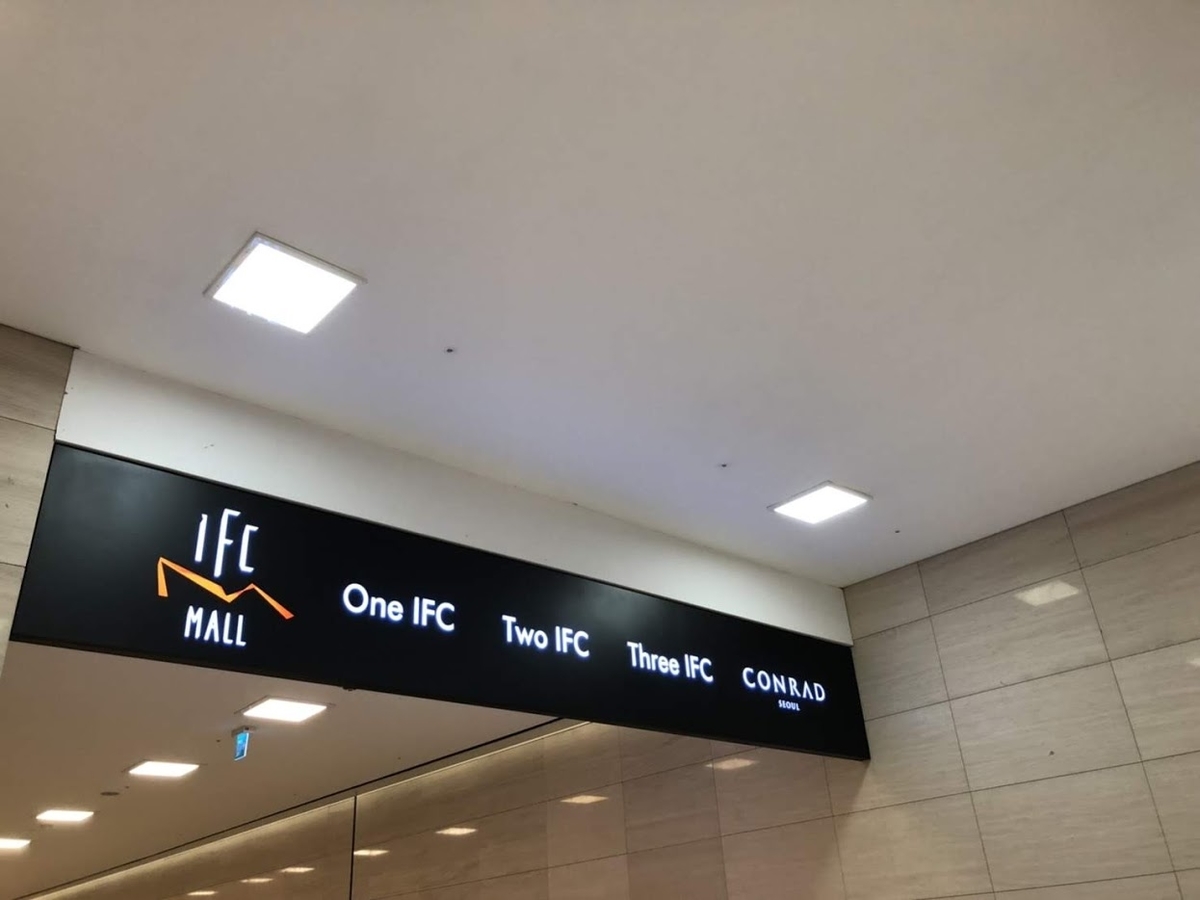 IFC
MALL
One IFC
Two IFC
Three IFC
CONRAD
SEOUL